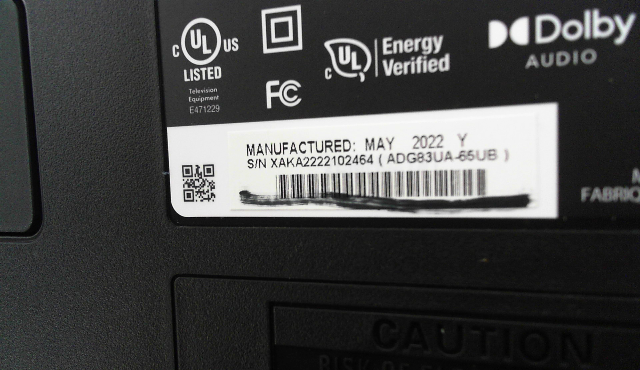 C UL US
LISTED
Television
Equipment
E471229
FC
C UL Energy
Verified
Dolby
AUDIO
MANUFACTURED: MAY 2022 Y
S/N XAKA2222102464 ( ADG83UA-65UB )
FABRIQ
CAUTION